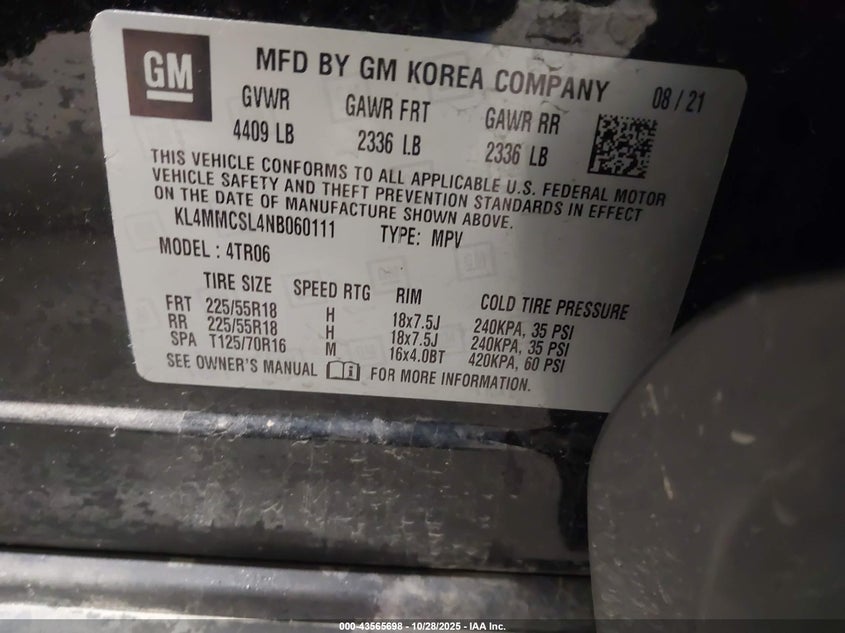 GM
MFD BY GM KOREA COMPANY
08 / 21
GVWR GAWR FRT GAWR RR
4409 LB 2336 LB 2336 LB
THIS VEHICLE CONFORMS TO ALL APPLICABLE U.S. FEDERAL MOTOR
VEHICLE SAFETY AND THEFT PREVENTION STANDARDS IN EFFECT
ON THE DATE OF MANUFACTURE SHOWN ABOVE.
KL4MMCSL4NB060111 TYPE: MPV
MODEL : 4TR06
TIRE SIZE SPEED RTG RIM COLD TIRE PRESSURE
FRT 225/55R18 H 18x7.5J 240KPA, 35 PSI
RR 225/55R18 H 18x7.5J 240KPA, 35 PSI
SPA T125/70R16 M 16x4.0BT 420KPA, 60 PSI
SEE OWNER'S MANUAL FOR MORE INFORMATION.
000-43565698 - 10/28/2025 - IAA Inc.